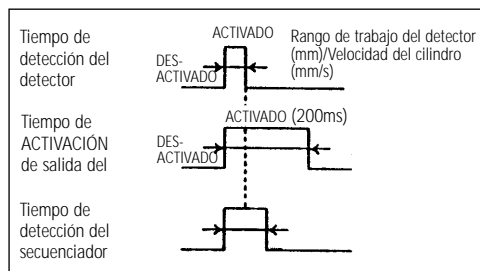 Tiempo de
detección del
detector
ACTIVADO
DES-
ACTIVADO
Rango de trabajo del detector
(mm)/Velocidad del cilindro
(mm/s)
Tiempo de
ACTIVACIÓN
de salida del
ACTIVADO (200ms)
DES-
ACTIVADO
Tiempo de
detección del
secuenciador